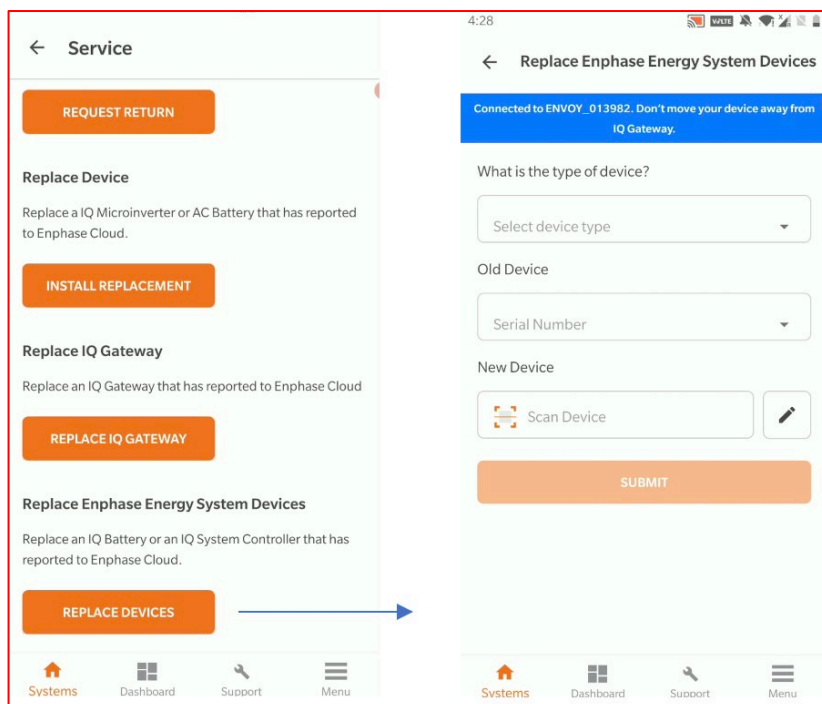 ← Service
REQUEST RETURN
Replace Device
Replace a IQ Microinverter or AC Battery that has reported
to Enphase Cloud.
INSTALL REPLACEMENT
Replace IQ Gateway
Replace an IQ Gateway that has reported to Enphase Cloud
REPLACE IQ GATEWAY
Replace Enphase Energy System Devices
Replace an IQ Battery or an IQ System Controller that has
reported to Enphase Cloud.
REPLACE DEVICES
Systems Dashboard Support Menu
4:28 VoLTE
← Replace Enphase Energy System Devices
Connected to ENVOY_013982. Don't move your device away from
IQ Gateway.
What is the type of device?
Select device type
Old Device
Serial Number
New Device
Scan Device
SUBMIT
Systems Dashboard Support Menu